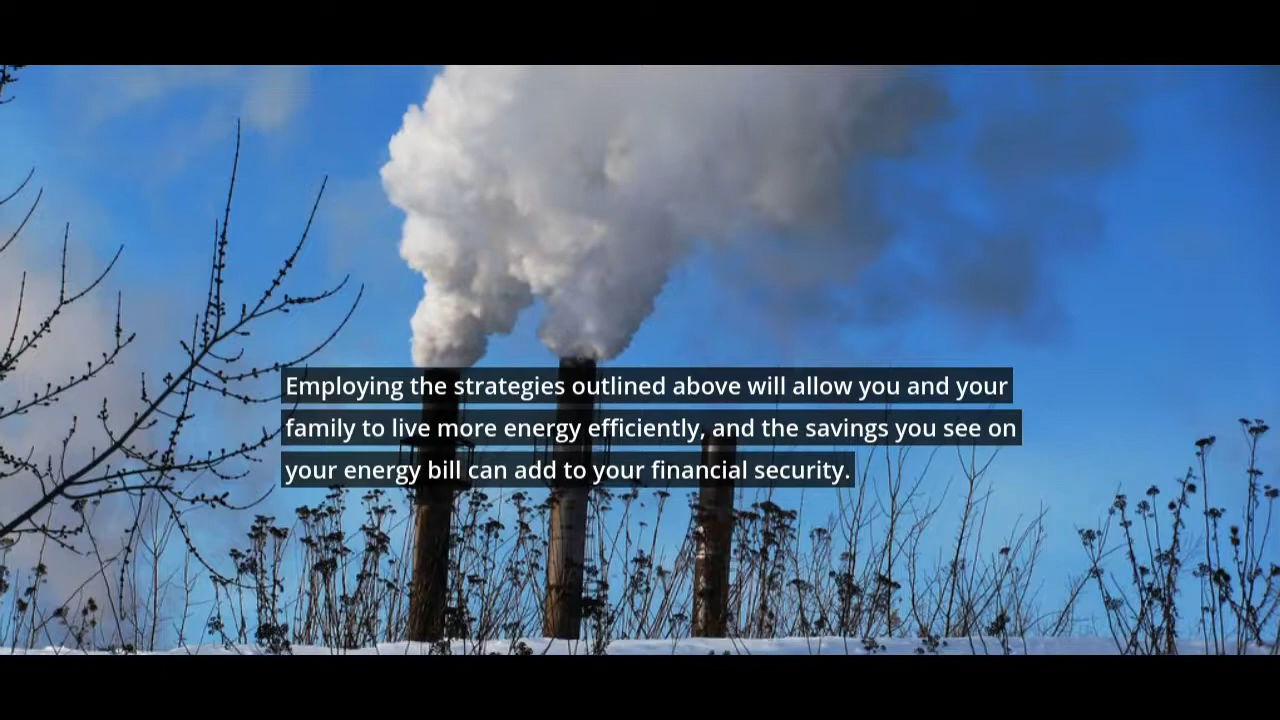 Employing the strategies outlined above will allow you and your
family to live more energy efficiently, and the savings you see on
your energy bill can add to your financial security.